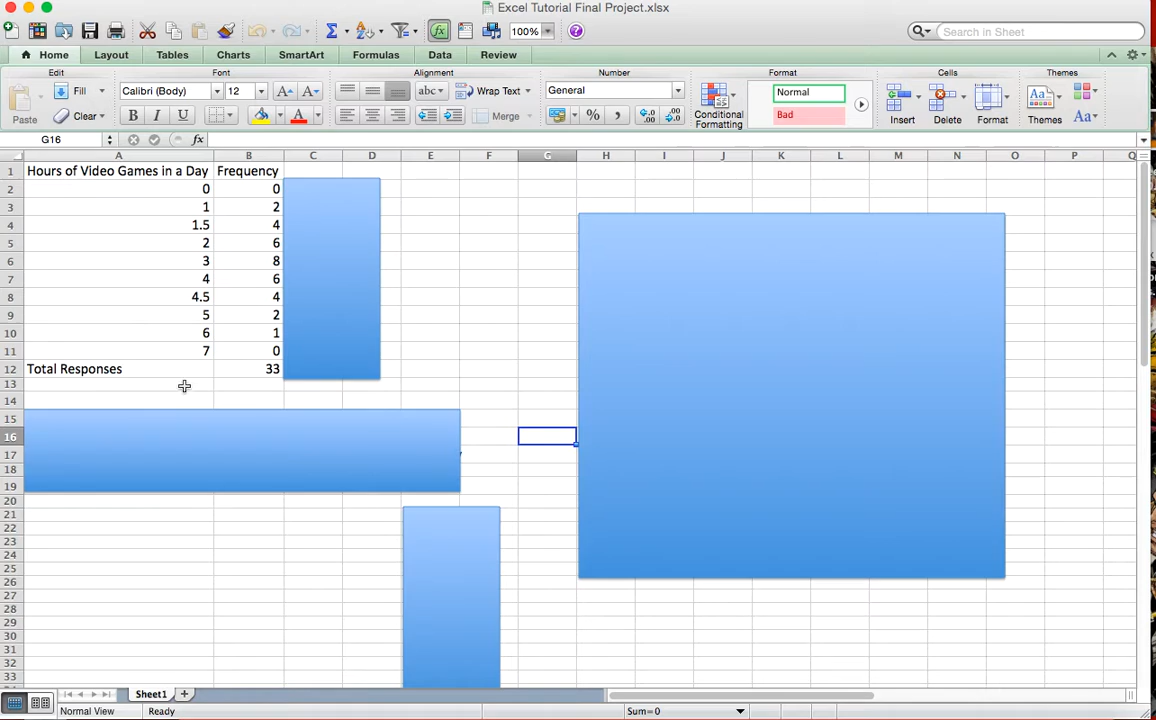 Excel Tutorial Final Project.xlsx
100%
Search in Sheet
Home Layout Tables Charts SmartArt Formulas Data Review
Edit Font Alignment Number Format Cells Themes
Paste Fill Clear Calibri (Body) 12 A A abc Wrap Text General Conditional Formatting Normal Insert Delete Format Themes Aa
B I U A Merge % , .0 .00 .00 .0 Bad
G16 fx
A B C D E F G H I J K L M N O P Q
1 Hours of Video Games in a Day Frequency
2 0 0
3 1 2
4 1.5 4
5 2 6
6 3 8
7 4 6
8 4.5 4
9 5 2
10 6 1
11 7 0
12 Total Responses 33
13
14
15
16
17
18
19
20
21
22
23
24
25
26
27
28
29
30
31
32
33
Sheet1
Normal View Ready Sum=0